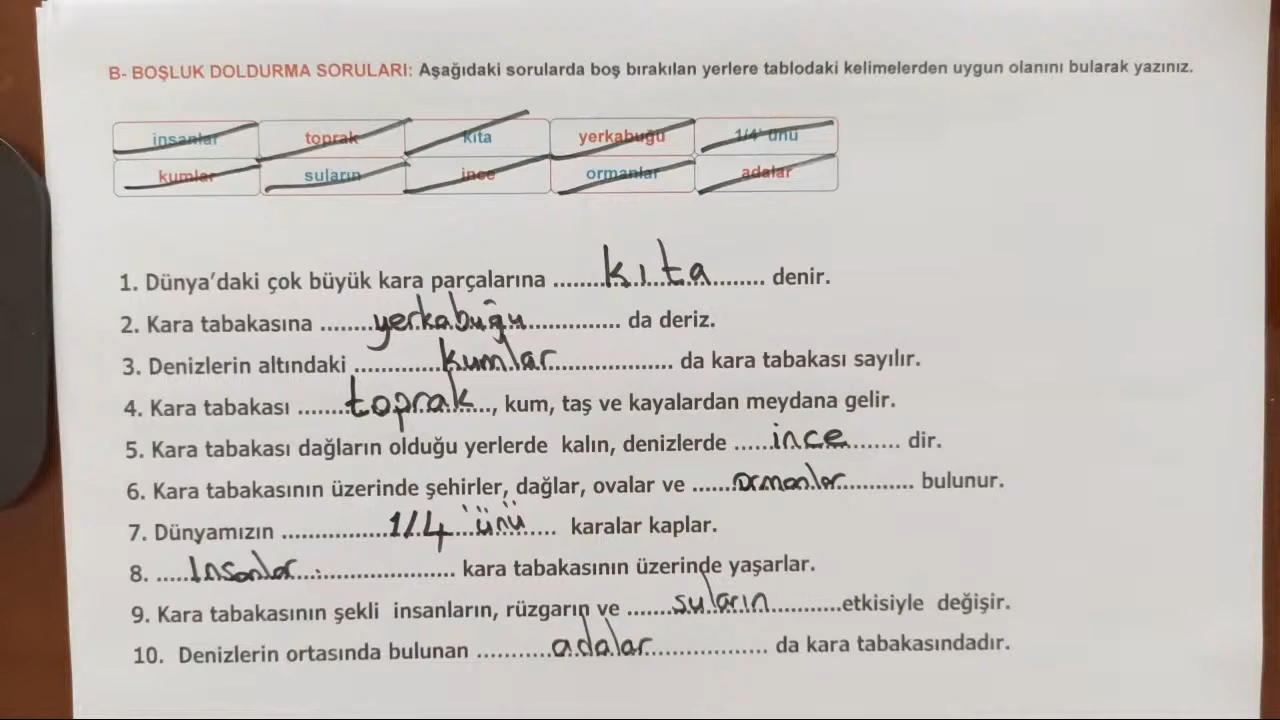 B- BOŞLUK DOLDURMA SORULARI: Aşağıdaki sorularda boş bırakılan yerlere tablodaki kelimelerden uygun olanını bularak yazınız.
insanlar toprak kıta yerkabuğu 1/4' ünü
kumlar suların ince ormanlar adalar
1. Dünya'daki çok büyük kara parçalarına ........kıta........ denir.
2. Kara tabakasına ........yerkabuğu............... da deriz.
3. Denizlerin altındaki .............kumlar................... da kara tabakası sayılır.
4. Kara tabakası ........toprak..., kum, taş ve kayalardan meydana gelir.
5. Kara tabakası dağların olduğu yerlerde kalın, denizlerde ......ince........ dir.
6. Kara tabakasının üzerinde şehirler, dağlar, ovalar ve ......ormanlar........... bulunur.
7. Dünyamızın ................1/4 'ünü..... karalar kaplar.
8. .....İnsanlar........................ kara tabakasının üzerinde yaşarlar.
9. Kara tabakasının şekli insanların, rüzgarın ve .......suların...........etkisiyle değişir.
10. Denizlerin ortasında bulunan ...........adalar.................. da kara tabakasındadır.